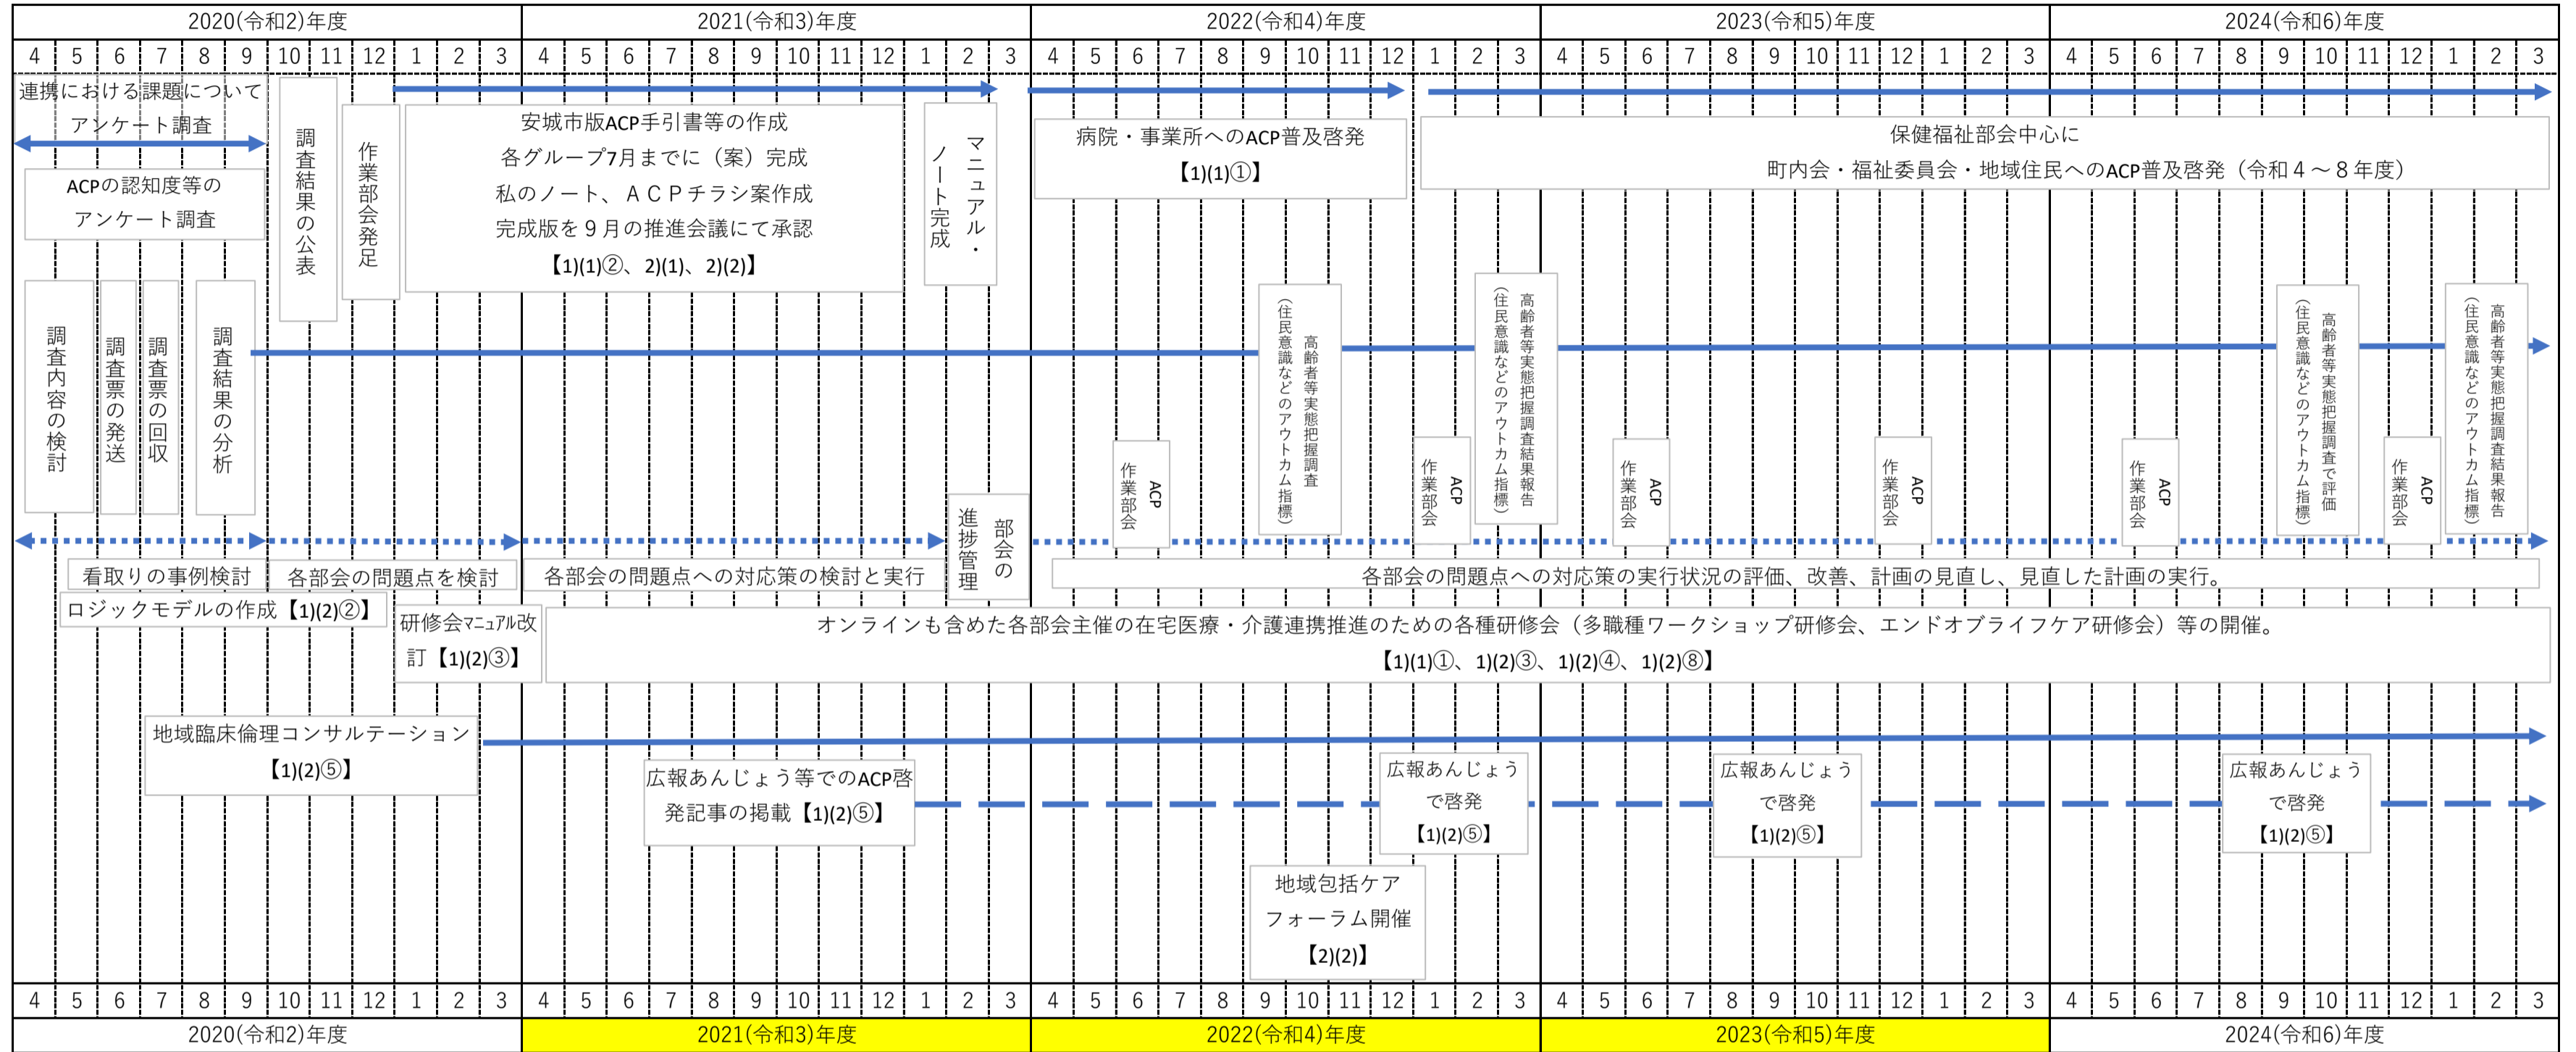 2020(令和2)年度 2021(令和3)年度 2022(令和4)年度 2023(令和5)年度 2024(令和6)年度
4 5 6 7 8 9 10 11 12 1 2 3 4 5 6 7 8 9 10 11 12 1 2 3 4 5 6 7 8 9 10 11 12 1 2 3 4 5 6 7 8 9 10 11 12 1 2 3 4 5 6 7 8 9 10 11 12 1 2 3
連携における課題について
アンケート調査
ACPの認知度等の
アンケート調査
調査結果の公表
作業部会発足
安城市版ACP手引書等の作成
各グループ7月までに（案）完成
私のノート、ＡＣＰチラシ案作成
完成版を９月の推進会議にて承認
【1)(1)②、2)(1)、2)(2)】
マニュアル・
ノート完成
病院・事業所へのACP普及啓発
【1)(1)①】
保健福祉部会中心に
町内会・福祉委員会・地域住民へのACP普及啓発（令和４～８年度）
調査内容の検討
調査票の発送
調査票の回収
調査結果の分析
高齢者等実態把握調査
（住民意識などのアウトカム指標）
高齢者等実態把握調査結果報告
（住民意識などのアウトカム指標）
高齢者等実態把握調査で評価
（住民意識などのアウトカム指標）
高齢者等実態把握調査結果報告
（住民意識などのアウトカム指標）
ACP
作業部会
ACP
作業部会
ACP
作業部会
ACP
作業部会
ACP
作業部会
ACP
作業部会
部会の
進捗管理
看取りの事例検討
各部会の問題点を検討
各部会の問題点への対応策の検討と実行
各部会の問題点への対応策の実行状況の評価、改善、計画の見直し、見直した計画の実行。
ロジックモデルの作成【1)(2)②】
研修会ﾏﾆｭｱﾙ改
訂【1)(2)③】
オンラインも含めた各部会主催の在宅医療・介護連携推進のための各種研修会（多職種ワークショップ研修会、エンドオブライフケア研修会）等の開催。
【1)(1)①、1)(2)③、1)(2)④、1)(2)⑧】
地域臨床倫理コンサルテーション
【1)(2)⑤】
広報あんじょう等でのACP啓
発記事の掲載【1)(2)⑤】
広報あんじょう
で啓発
【1)(2)⑤】
広報あんじょう
で啓発
【1)(2)⑤】
広報あんじょう
で啓発
【1)(2)⑤】
地域包括ケア
フォーラム開催
【2)(2)】
4 5 6 7 8 9 10 11 12 1 2 3 4 5 6 7 8 9 10 11 12 1 2 3 4 5 6 7 8 9 10 11 12 1 2 3 4 5 6 7 8 9 10 11 12 1 2 3 4 5 6 7 8 9 10 11 12 1 2 3
2020(令和2)年度 2021(令和3)年度 2022(令和4)年度 2023(令和5)年度 2024(令和6)年度